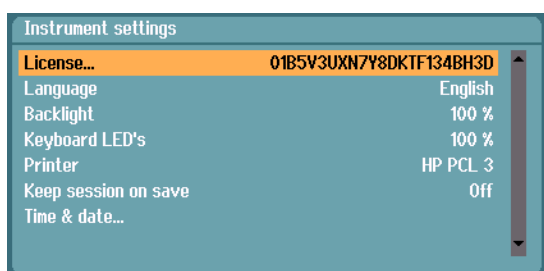 Instrument settings
License... 01B5V3UXN7Y8DKTF134BH3D
Language English
Backlight 100 %
Keyboard LED's 100 %
Printer HP PCL 3
Keep session on save Off
Time & date...